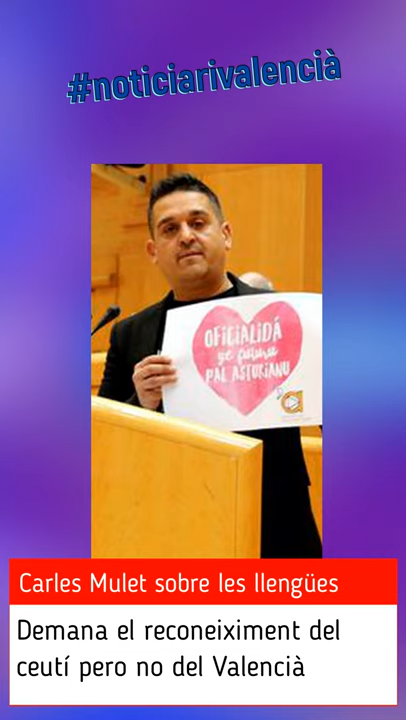 #noticiarivalencià
OFICIALIDÁ
ye futuru
PAL ASTURIANU
Carles Mulet sobre les llengües
Demana el reconeiximent del
ceutí pero no del Valencià